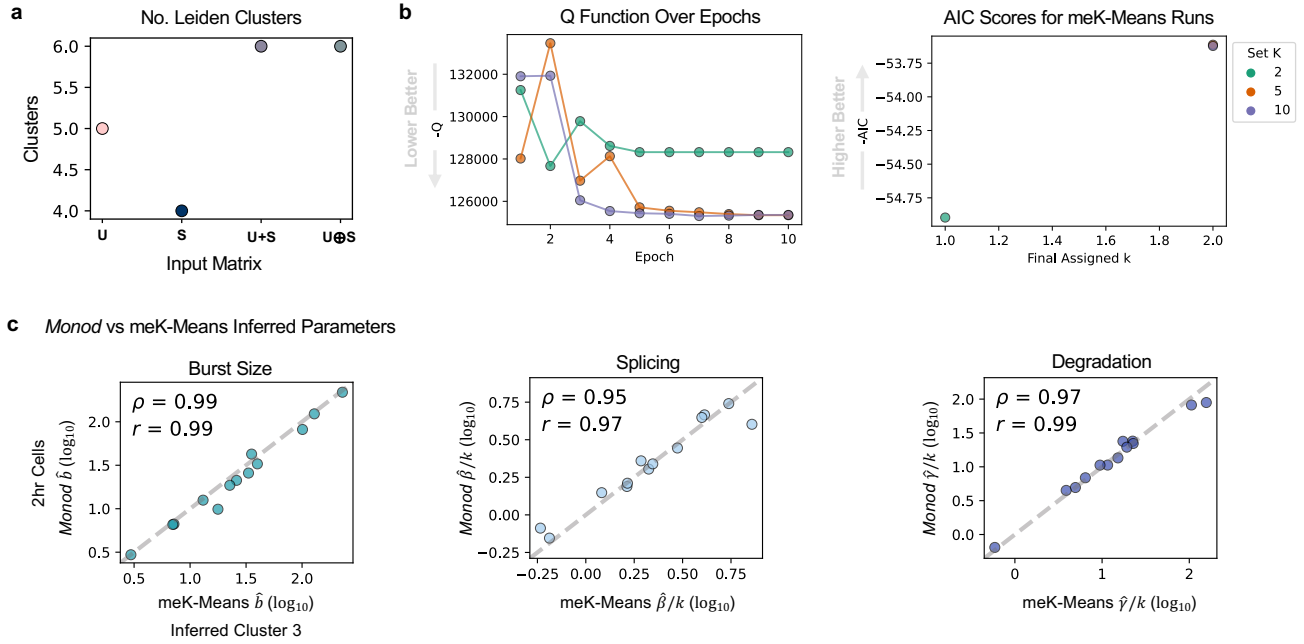 a
No. Leiden Clusters
Clusters
6.0
5.5
5.0
4.5
4.0
U
S
U+S
U⊕S
Input Matrix
b
Q Function Over Epochs
Lower Better
-Q
132000
130000
128000
126000
2
4
6
8
10
Epoch
AIC Scores for meK-Means Runs
Higher Better
-AIC
−53.75
−54.00
−54.25
−54.50
−54.75
1.0
1.2
1.4
1.6
1.8
2.0
Final Assigned k
Set K
2
5
10
c Monod vs meK-Means Inferred Parameters
Burst Size
ρ = 0.99
r = 0.99
2hr Cells
Monod b̂ (log₁₀)
2.0
1.5
1.0
0.5
0.5
1.0
1.5
2.0
meK-Means b̂ (log₁₀)
Inferred Cluster 3
Splicing
ρ = 0.95
r = 0.97
Monod β̂/k (log₁₀)
0.75
0.50
0.25
0.00
−0.25
−0.25
0.00
0.25
0.50
0.75
meK-Means β̂/k (log₁₀)
Degradation
ρ = 0.97
r = 0.99
Monod γ̂/k (log₁₀)
2.0
1.5
1.0
0.5
0.0
0
1
2
meK-Means γ̂/k (log₁₀)